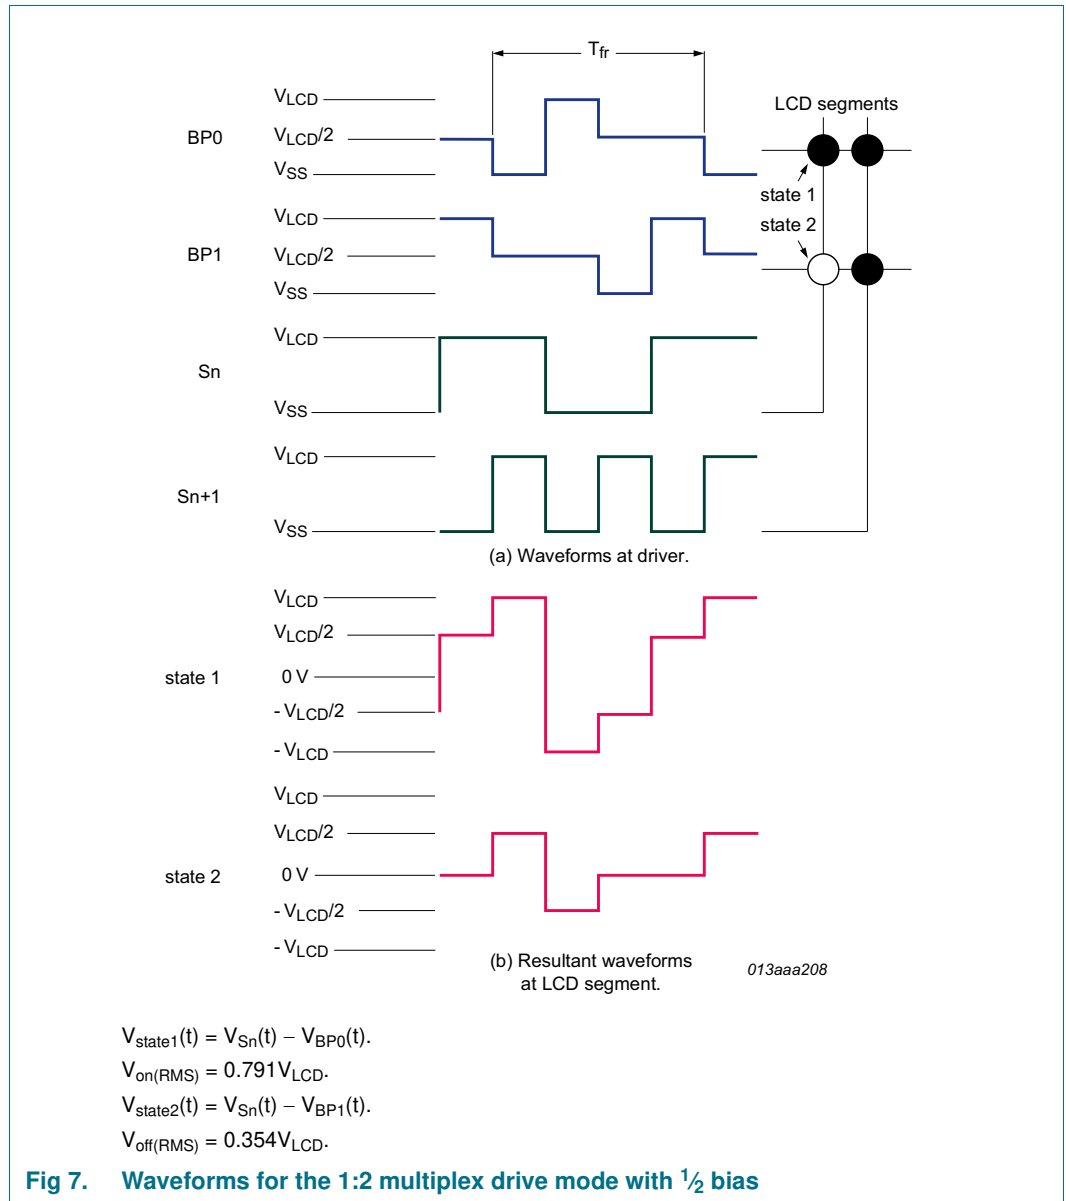 Tfr
LCD segments
VLCD
BP0
VLCD/2
VSS
state 1
VLCD
state 2
BP1
VLCD/2
VSS
VLCD
Sn
VSS
VLCD
Sn+1
VSS
(a) Waveforms at driver.
VLCD
VLCD/2
state 1
0 V
- VLCD/2
- VLCD
VLCD
VLCD/2
state 2
0 V
- VLCD/2
- VLCD
(b) Resultant waveforms
at LCD segment.
013aaa208
Vstate1(t) = VSn(t) − VBP0(t).
Von(RMS) = 0.791VLCD.
Vstate2(t) = VSn(t) − VBP1(t).
Voff(RMS) = 0.354VLCD.
Fig 7. Waveforms for the 1:2 multiplex drive mode with 1⁄2 bias